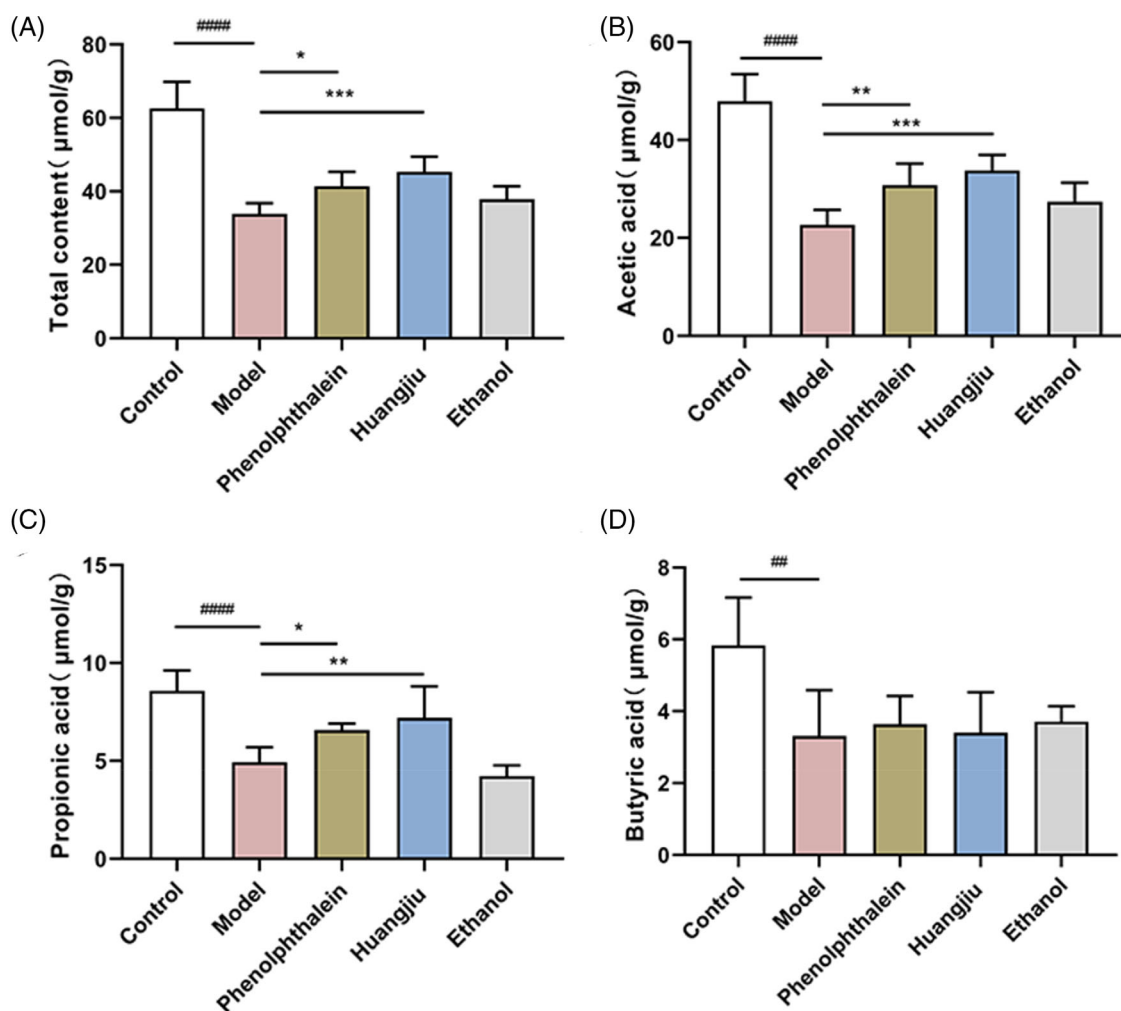 (A)
Total content( μmol/g)
80
60
40
20
0
####
*
***
Control
Model
Phenolphthalein
Huangjiu
Ethanol
(B)
Acetic acid( μmol/g)
60
40
20
0
####
**
***
Control
Model
Phenolphthalein
Huangjiu
Ethanol
(C)
Propionic acid( μmol/g)
15
10
5
0
####
*
**
Control
Model
Phenolphthalein
Huangjiu
Ethanol
(D)
Butyric acid( μmol/g)
8
6
4
2
0
##
Control
Model
Phenolphthalein
Huangjiu
Ethanol